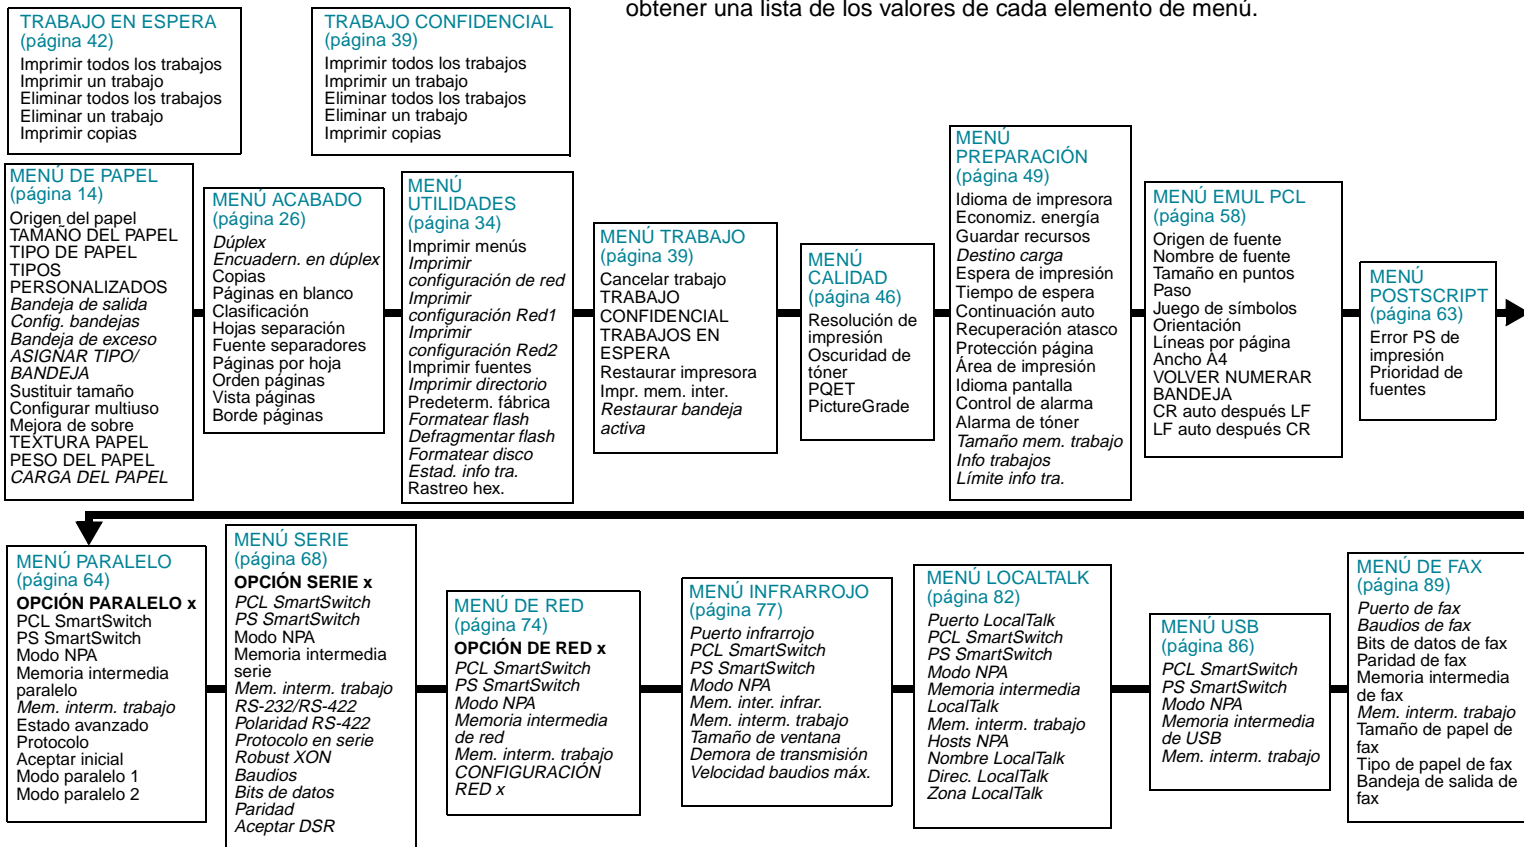 obtener una lista de los valores de cada elemento de menú.
TRABAJO EN ESPERA
(página 42)
Imprimir todos los trabajos
Imprimir un trabajo
Eliminar todos los trabajos
Eliminar un trabajo
Imprimir copias
TRABAJO CONFIDENCIAL
(página 39)
Imprimir todos los trabajos
Imprimir un trabajo
Eliminar todos los trabajos
Eliminar un trabajo
Imprimir copias
MENÚ DE PAPEL
(página 14)
Origen del papel
TAMAÑO DEL PAPEL
TIPO DE PAPEL
TIPOS
PERSONALIZADOS
Bandeja de salida
Config. bandejas
Bandeja de exceso
ASIGNAR TIPO/
BANDEJA
Sustituir tamaño
Configurar multiuso
Mejora de sobre
TEXTURA PAPEL
PESO DEL PAPEL
CARGA DEL PAPEL
MENÚ ACABADO
(página 26)
Dúplex
Encuadern. en dúplex
Copias
Páginas en blanco
Clasificación
Hojas separación
Fuente separadores
Páginas por hoja
Orden páginas
Vista páginas
Borde páginas
MENÚ
UTILIDADES
(página 34)
Imprimir menús
Imprimir
configuración de red
Imprimir
configuración Red1
Imprimir
configuración Red2
Imprimir fuentes
Imprimir directorio
Predeterm. fábrica
Formatear flash
Defragmentar flash
Formatear disco
Estad. info tra.
Rastreo hex.
MENÚ TRABAJO
(página 39)
Cancelar trabajo
TRABAJO
CONFIDENCIAL
TRABAJOS EN
ESPERA
Restaurar impresora
Impr. mem. inter.
Restaurar bandeja
activa
MENÚ
CALIDAD
(página 46)
Resolución de
impresión
Oscuridad de
tóner
PQET
PictureGrade
MENÚ
PREPARACIÓN
(página 49)
Idioma de impresora
Economiz. energía
Guardar recursos
Destino carga
Espera de impresión
Tiempo de espera
Continuación auto
Recuperación atasco
Protección página
Área de impresión
Idioma pantalla
Control de alarma
Alarma de tóner
Tamaño mem. trabajo
Info trabajos
Límite info tra.
MENÚ EMUL PCL
(página 58)
Origen de fuente
Nombre de fuente
Tamaño en puntos
Paso
Juego de símbolos
Orientación
Líneas por página
Ancho A4
VOLVER NUMERAR
BANDEJA
CR auto después LF
LF auto después CR
MENÚ
POSTSCRIPT
(página 63)
Error PS de
impresión
Prioridad de
fuentes
MENÚ PARALELO
(página 64)
OPCIÓN PARALELO x
PCL SmartSwitch
PS SmartSwitch
Modo NPA
Memoria intermedia
paralelo
Mem. interm. trabajo
Estado avanzado
Protocolo
Aceptar inicial
Modo paralelo 1
Modo paralelo 2
MENÚ SERIE
(página 68)
OPCIÓN SERIE x
PCL SmartSwitch
PS SmartSwitch
Modo NPA
Memoria intermedia
serie
Mem. interm. trabajo
RS-232/RS-422
Polaridad RS-422
Protocolo en serie
Robust XON
Baudios
Bits de datos
Paridad
Aceptar DSR
MENÚ DE RED
(página 74)
OPCIÓN DE RED x
PCL SmartSwitch
PS SmartSwitch
Modo NPA
Memoria intermedia
de red
Mem. interm. trabajo
CONFIGURACIÓN
RED x
MENÚ INFRARROJO
(página 77)
Puerto infrarrojo
PCL SmartSwitch
PS SmartSwitch
Modo NPA
Mem. inter. infrar.
Mem. interm. trabajo
Tamaño de ventana
Demora de transmisión
Velocidad baudios máx.
MENÚ LOCALTALK
(página 82)
Puerto LocalTalk
PCL SmartSwitch
PS SmartSwitch
Modo NPA
Memoria intermedia
LocalTalk
Mem. interm. trabajo
Hosts NPA
Nombre LocalTalk
Direc. LocalTalk
Zona LocalTalk
MENÚ USB
(página 86)
PCL SmartSwitch
PS SmartSwitch
Modo NPA
Memoria intermedia
de USB
Mem. interm. trabajo
MENÚ DE FAX
(página 89)
Puerto de fax
Baudios de fax
Bits de datos de fax
Paridad de fax
Memoria intermedia
de fax
Mem. interm. trabajo
Tamaño de papel de
fax
Tipo de papel de fax
Bandeja de salida de
fax